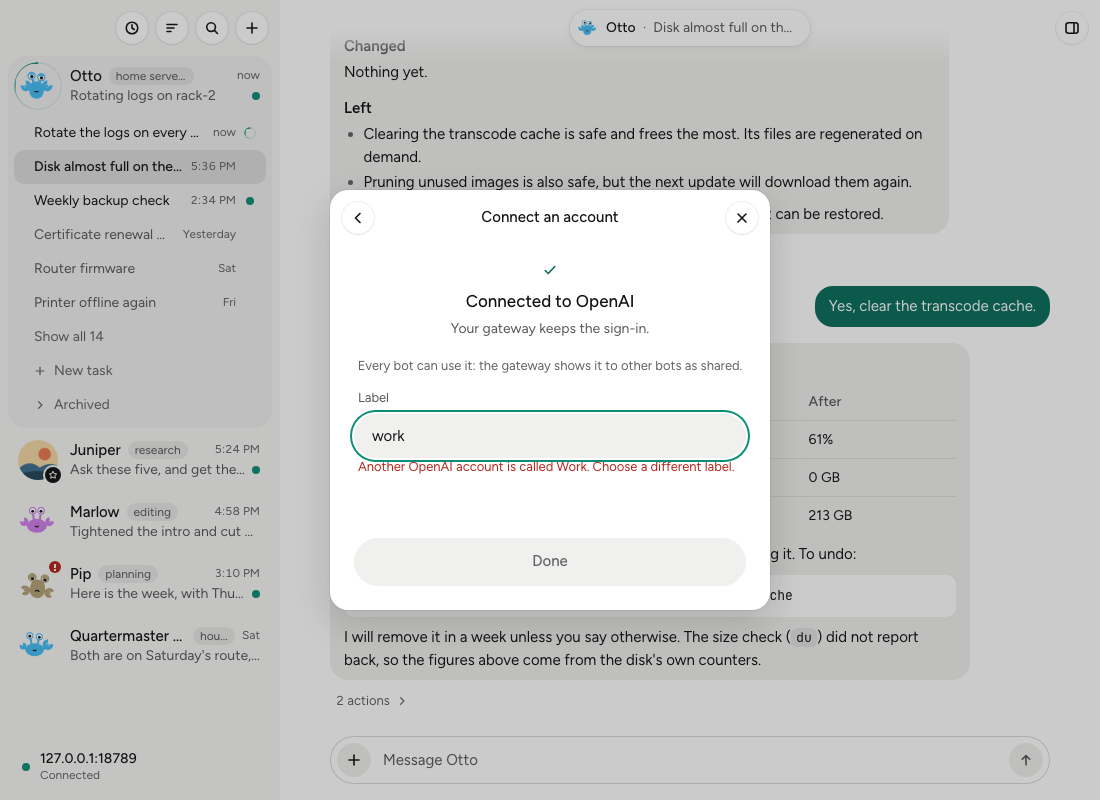 Otto home serve... now
Rotating logs on rack-2
Rotate the logs on every ... now
Disk almost full on the... 5:36 PM
Weekly backup check 2:34 PM
Certificate renewal ... Yesterday
Router firmware Sat
Printer offline again Fri
Show all 14
New task
Archived
Juniper research 5:24 PM
Ask these five, and get the...
Marlow editing 4:58 PM
Tightened the intro and cut ...
Pip planning 3:10 PM
Here is the week, with Thu...
Quartermaster ... hou... Sat
Both are on Saturday's route,...
127.0.0.1:18789
Connected
Otto · Disk almost full on th...
Changed
Nothing yet.
Left
Clearing the transcode cache is safe and frees the most. Its files are regenerated on
demand.
Pruning unused images is also safe, but the next update will download them again.
can be restored.
Yes, clear the transcode cache.
After
61%
0 GB
213 GB
it. To undo:
I will remove it in a week unless you say otherwise. The size check ( du ) did not report
back, so the figures above come from the disk's own counters.
2 actions
Message Otto
Connect an account
Connected to OpenAI
Your gateway keeps the sign-in.
Every bot can use it: the gateway shows it to other bots as shared.
Label
work
Another OpenAI account is called Work. Choose a different label.
Done